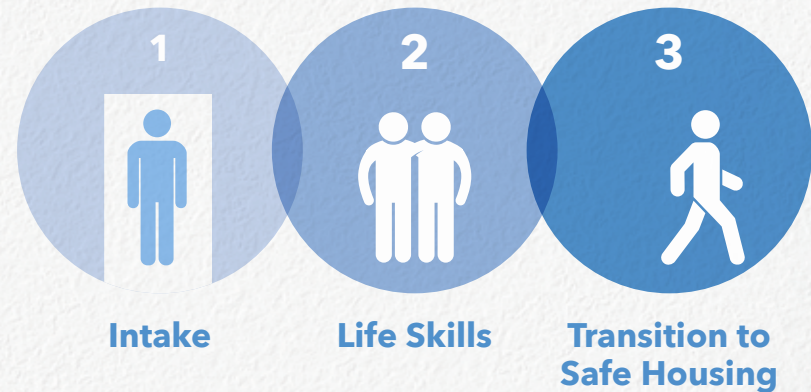 1
2
3
Intake
Life Skills
Transition to
Safe Housing